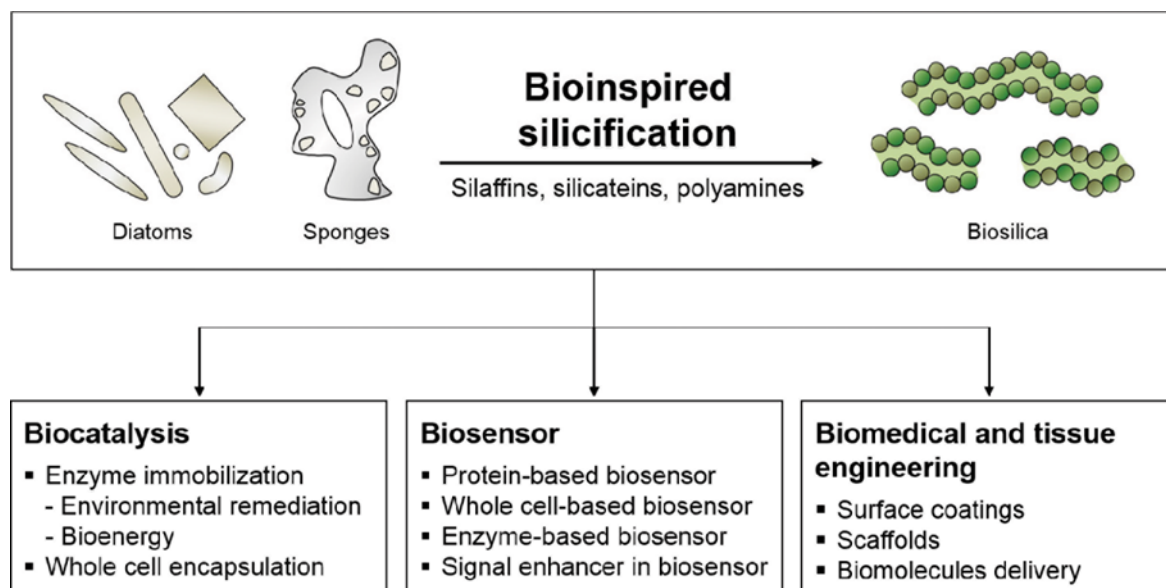 Bioinspired
silicification
Silaffins, silicateins, polyamines
Diatoms
Sponges
Biosilica
Biocatalysis
▪ Enzyme immobilization
- Environmental remediation
- Bioenergy
▪ Whole cell encapsulation
Biosensor
▪ Protein-based biosensor
▪ Whole cell-based biosensor
▪ Enzyme-based biosensor
▪ Signal enhancer in biosensor
Biomedical and tissue
engineering
▪ Surface coatings
▪ Scaffolds
▪ Biomolecules delivery